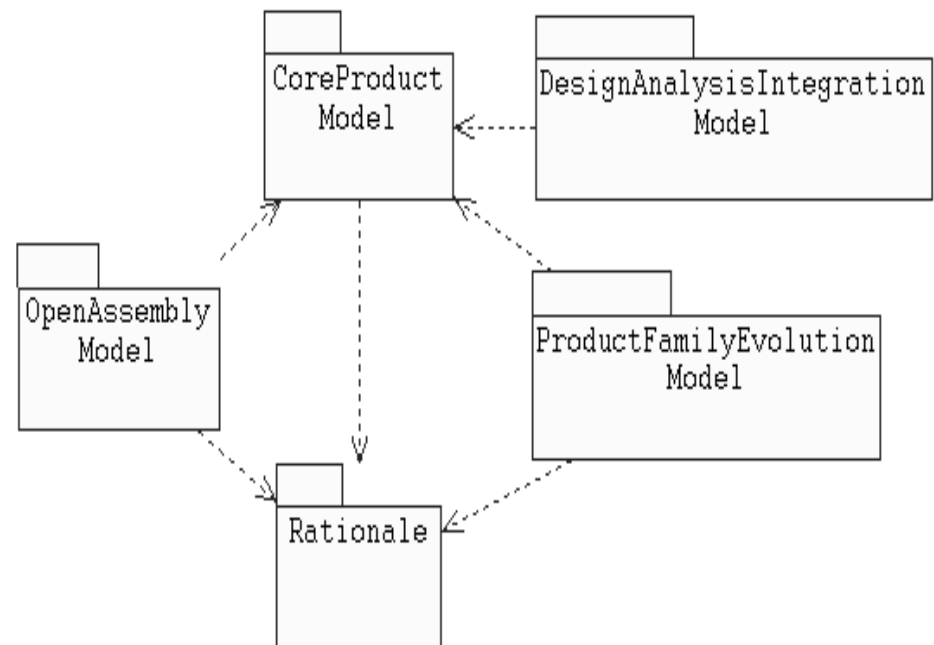 CoreProduct
Model
DesignAnalysisIntegration
Model
OpenAssembly
Model
ProductFamilyEvolution
Model
Rationale